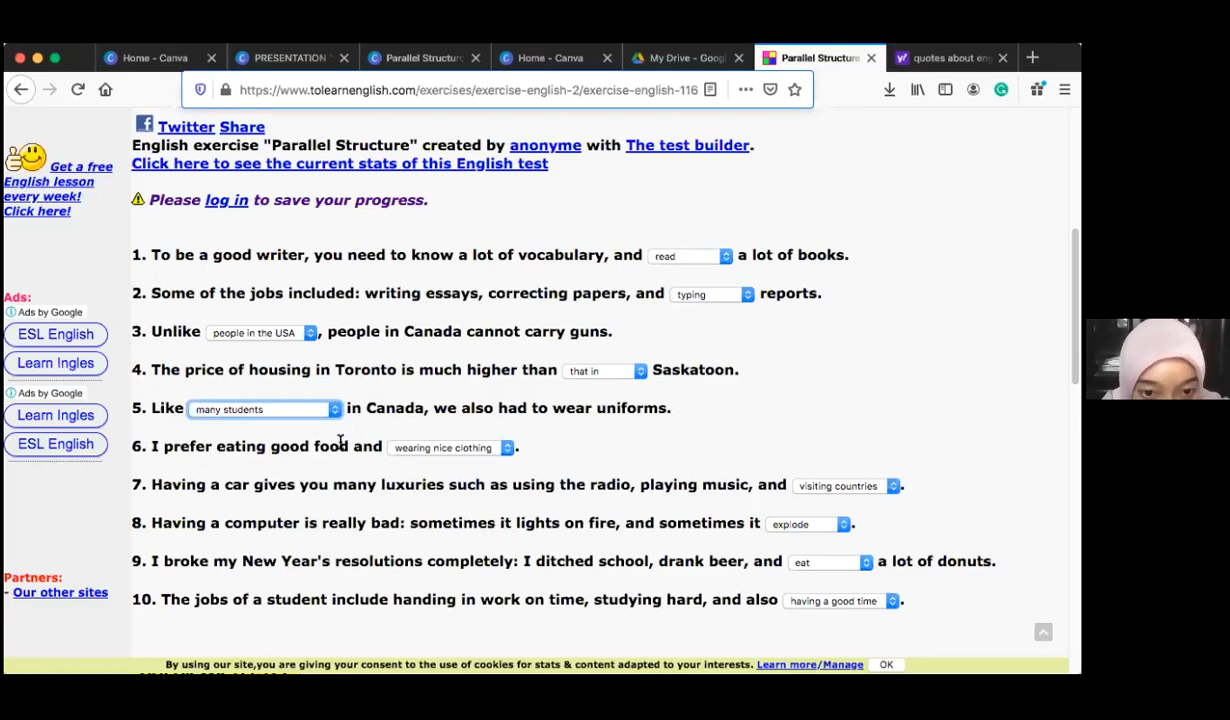 Home - Canva
PRESENTATION
Parallel Structur
Home - Canva
My Drive - Googl
Parallel Structure
quotes about en
https://www.tolearnenglish.com/exercises/exercise-english-2/exercise-english-116
Twitter Share
English exercise "Parallel Structure" created by anonyme with The test builder.
Click here to see the current stats of this English test
Get a free
English lesson
every week!
Click here!
Please log in to save your progress.
1. To be a good writer, you need to know a lot of vocabulary, and read a lot of books.
2. Some of the jobs included: writing essays, correcting papers, and typing reports.
3. Unlike people in the USA, people in Canada cannot carry guns.
4. The price of housing in Toronto is much higher than that in Saskatoon.
5. Like many students in Canada, we also had to wear uniforms.
6. I prefer eating good food and wearing nice clothing.
7. Having a car gives you many luxuries such as using the radio, playing music, and visiting countries.
8. Having a computer is really bad: sometimes it lights on fire, and sometimes it explode.
9. I broke my New Year's resolutions completely: I ditched school, drank beer, and eat a lot of donuts.
10. The jobs of a student include handing in work on time, studying hard, and also having a good time.
Ads:
Ads by Google
ESL English
Learn Ingles
Ads by Google
Learn Ingles
ESL English
Partners:
- Our other sites
By using our site,you are giving your consent to the use of cookies for stats & content adapted to your interests. Learn more/Manage OK